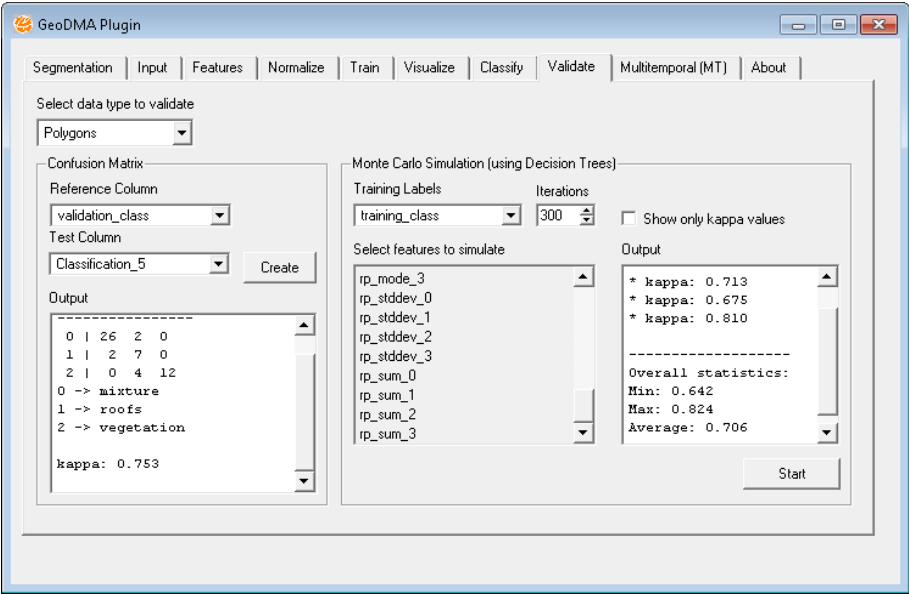 GeoDMA Plugin
Segmentation Input Features Normalize Train Visualize Classify Validate Multitemporal (MT) About
Select data type to validate
Polygons
Confusion Matrix
Reference Column
validation_class
Test Column
Classification_5
Create
Output
-----------------
0 | 26 2 0
1 | 2 7 0
2 | 0 4 12
0 -> mixture
1 -> roofs
2 -> vegetation
kappa: 0.753
Monte Carlo Simulation (using Decision Trees)
Training Labels
training_class
Iterations
300
Show only kappa values
Select features to simulate
rp_mode_3
rp_stddev_0
rp_stddev_1
rp_stddev_2
rp_stddev_3
rp_sum_0
rp_sum_1
rp_sum_2
rp_sum_3
Output
* kappa: 0.713
* kappa: 0.675
* kappa: 0.810
-------------------
Overall statistics:
Min: 0.642
Max: 0.824
Average: 0.706
Start